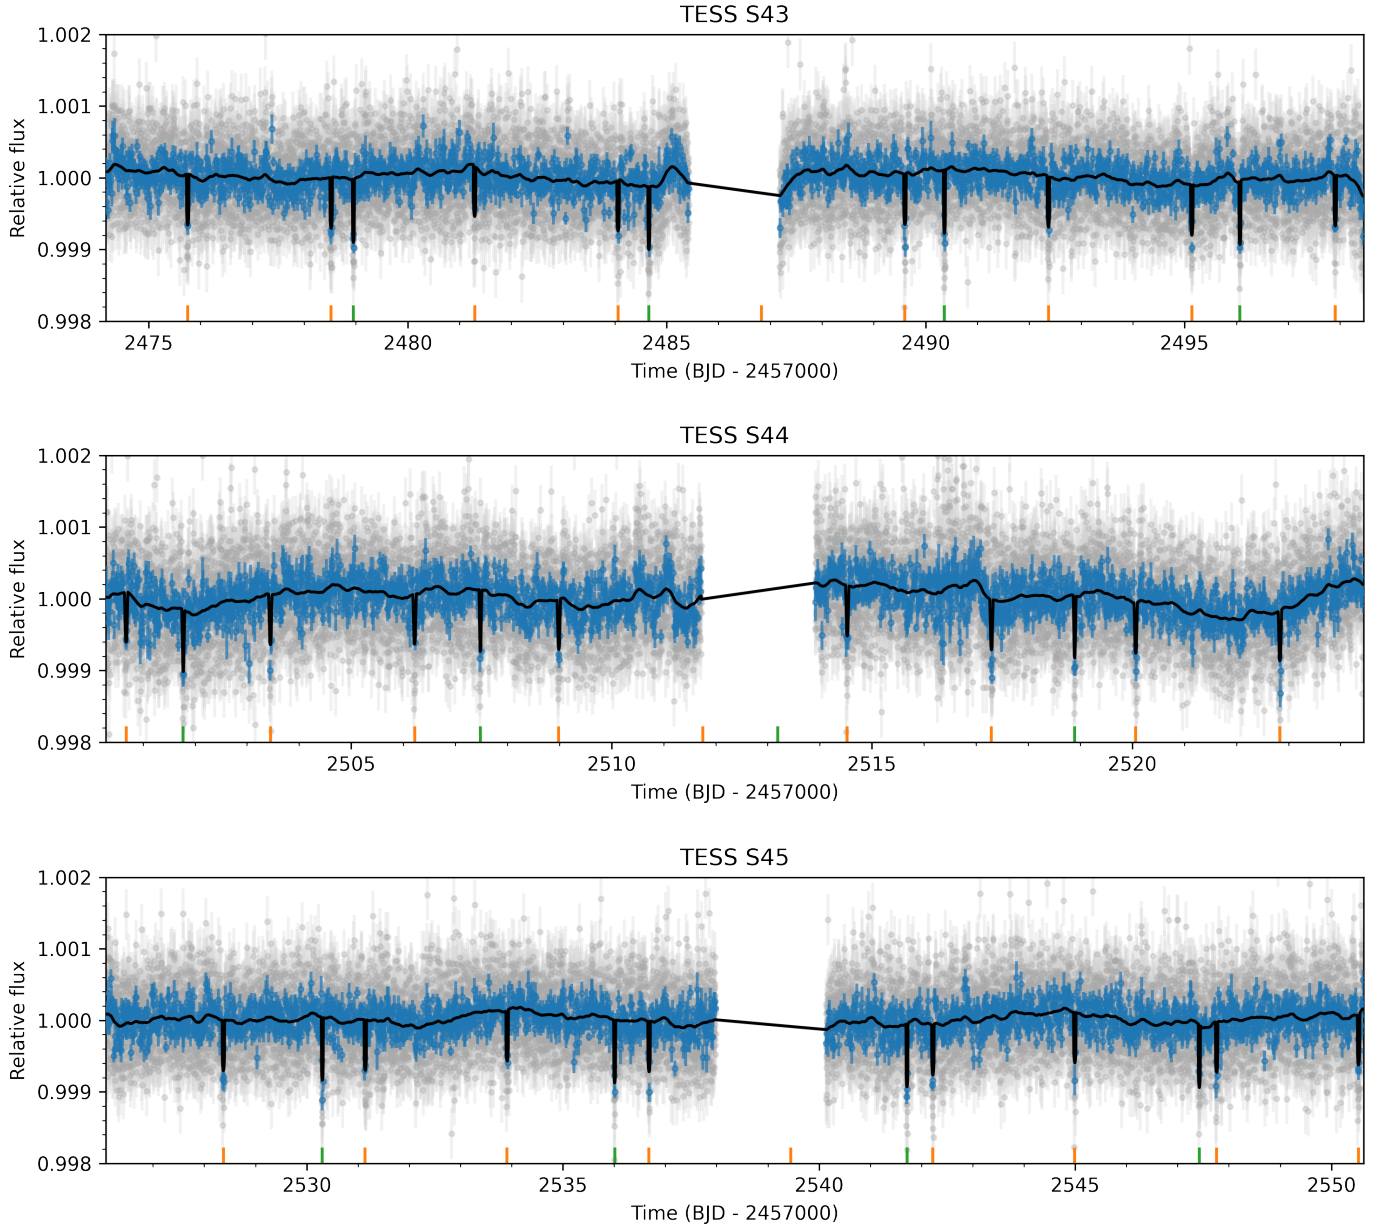 TESS S43
1.002
1.001
1.000
0.999
0.998
Relative flux
2475 2480 2485 2490 2495
Time (BJD - 2457000)
TESS S44
1.002
1.001
1.000
0.999
0.998
Relative flux
2505 2510 2515 2520
Time (BJD - 2457000)
TESS S45
1.002
1.001
1.000
0.999
0.998
Relative flux
2530 2535 2540 2545 2550
Time (BJD - 2457000)